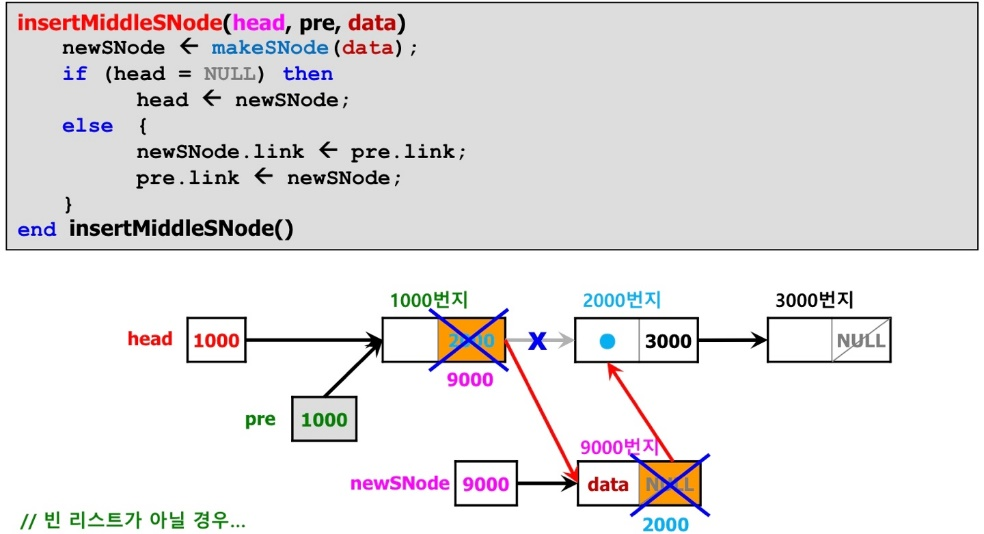 insertMiddleSNode(head, pre, data)
newSNode ← makeSNode(data);
if (head = NULL) then
head ← newSNode;
else {
newSNode.link ← pre.link;
pre.link ← newSNode;
}
end insertMiddleSNode()
1000번지 2000번지 3000번지
head 1000 2000 3000 NULL
9000
pre 1000
9000번지
newSNode 9000 data NULL
2000
// 빈 리스트가 아닐 경우...